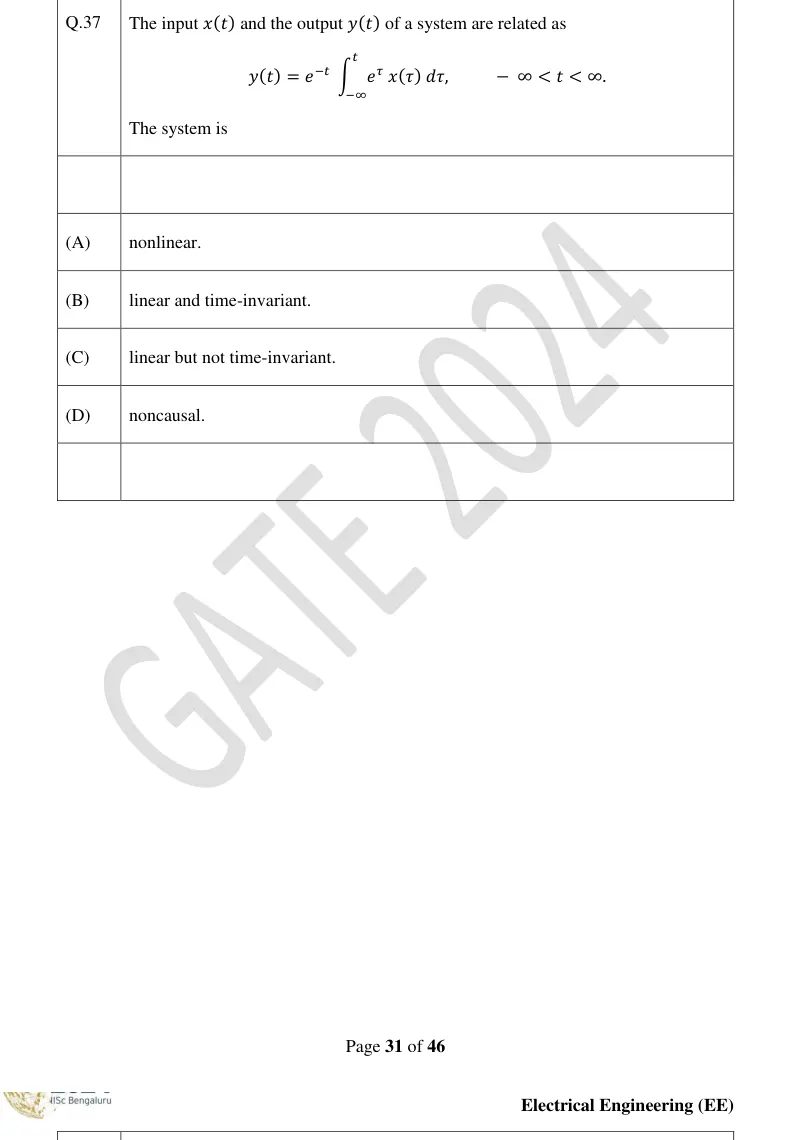 Q.37 The input 𝑥(𝑡) and the output 𝑦(𝑡) of a system are related as
𝑦(𝑡) = 𝑒^{−𝑡} ∫_{−∞}^{𝑡} 𝑒^{𝜏} 𝑥(𝜏) 𝑑𝜏, − ∞ < 𝑡 < ∞.
The system is
(A) nonlinear.
(B) linear and time-invariant.
(C) linear but not time-invariant.
(D) noncausal.
GATE 2024
Page 31 of 46
IISc Bengaluru
Electrical Engineering (EE)